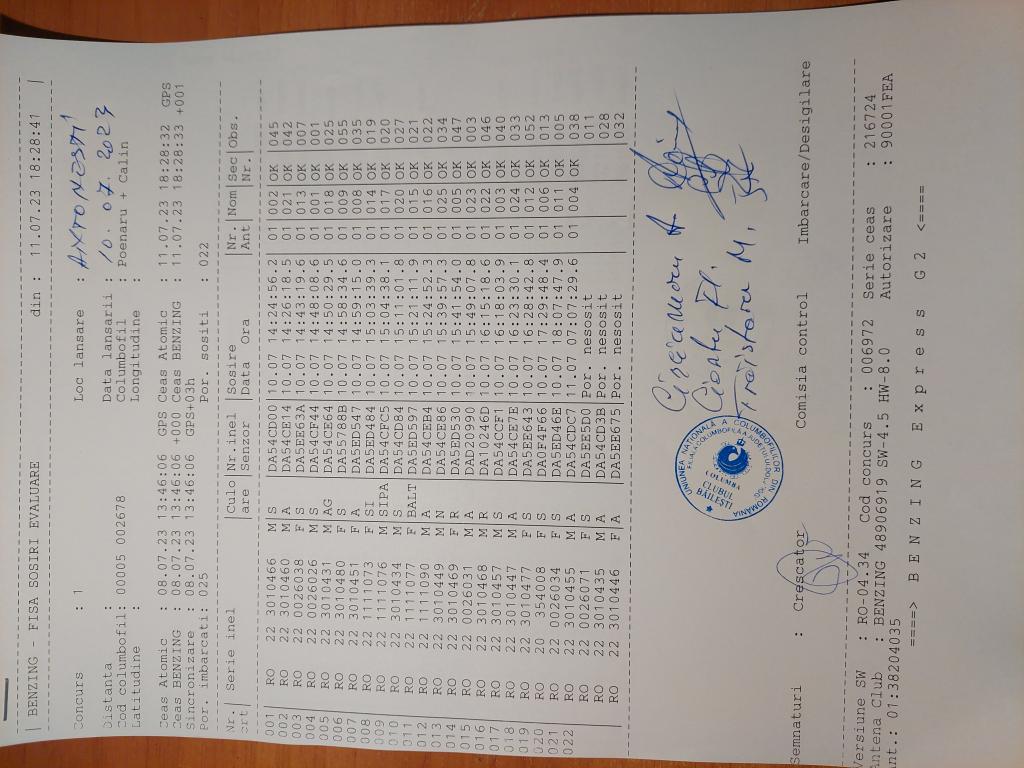 | BENZING - FISA SOSIRI EVALUARE din : 11.07.23 18:28:41 |
Concurs : 1 Loc lansare : ANTONESTI
Distanta : Data lansarii : 10.07.2023
Cod columbofil: 00005 002678 Columbofil : Poenaru + Calin
Latitudine : Longitudine :
Ceas Atomic : 08.07.23 13:46:06 GPS Ceas Atomic : 11.07.23 18:28:32 GPS
Ceas BENZING : 08.07.23 13:46:06 +000 Ceas BENZING : 11.07.23 18:28:33 +001
Sincronizare : 08.07.23 13:46:06 GPS+03h
Por. imbarcati: 025 Por. sositi : 022
Nr.| Serie inel |Culo|Nr.inel |Sosire |Nr.|Nom|Sec|Obs.
crt| |are |Senzor |Data Ora |Ant| |Nr.|
001 RO 22 3010466 M S DA54CD00 10.07 14:29:56.2 01 002 OK 045
002 RO 22 3010460 M A DA54CE14 10.07 14:26:18.5 01 021 OK 042
003 RO 22 0026038 F S DA5EE63A 10.07 14:43:19.6 01 013 OK 007
004 RO 22 0026026 M S DA54CF44 10.07 14:48:08.6 01 001 OK 001
005 RO 22 3010431 M AG DA54CE64 10.07 14:50:29.5 01 018 OK 025
006 RO 22 3010480 F S DA5788B 10.07 14:58:34.6 01 009 OK 055
007 RO 22 3010451 F A DA5ED547 10.07 14:59:15.0 01 008 OK 035
008 RO 22 1111073 F SI DA5ED484 10.07 15:03:39.3 01 014 OK 019
009 RO 22 1111076 M SIPA DA54CFC5 10.07 15:04:38.1 01 017 OK 020
010 RO 22 3010434 M S DA54CD84 10.07 15:11:01.8 01 020 OK 027
011 RO 22 1111077 F BALT DA5ED597 10.07 15:21:11.9 01 015 OK 021
012 RO 22 1111090 M A DA54CEB4 10.07 15:24:52.3 01 016 OK 022
013 RO 22 3010449 M N DA54CE86 10.07 15:39:57.3 01 025 OK 034
014 RO 22 3010469 F R DA5ED530 10.07 15:41:54.0 01 005 OK 047
015 RO 22 0026031 M A DAD20990 10.07 15:49:07.8 01 023 OK 003
016 RO 22 3010468 M R DA10246D 10.07 16:15:18.6 01 022 OK 046
017 RO 22 3010457 M S DA54CCF1 10.07 16:18:03.9 01 003 OK 040
018 RO 22 3010447 M A DA54CE7E 10.07 16:23:30.1 01 024 OK 033
019 RO 22 3010477 F S DA5EE643 10.07 16:28:42.8 01 012 OK 052
020 RO 20 354008 F S DA0F4F66 10.07 17:29:48.4 01 006 OK 013
021 RO 22 0026034 F S DA5ED46E 10.07 18:07:47.9 01 011 OK 005
022 RO 22 3010455 M A DA54CDC7 11.07 07:07:29.6 01 004 OK 038
RO 22 0026071 F S DA5EE5D0 Por. nesosit 011
RO 22 3010435 M A DA54CD3B Por. nesosit 028
RO 22 3010446 F A DA5EE675 Por. nesosit 032
Traistaru M.
UNIUNEA NATIONALĂ A COLUMBOFILILOR DIN ROMÂNIA
COLUMBA
CLUBUL
BĂILEȘTI
Semnaturi : Crescator Comisia control Imbarcare/Desigilare
Versiune SW : RO-04.34 Cod concurs : 006972 Serie ceas : 216724
Antena Club : BENZING 48906919 SW-4.5 HW-8.0 Autorizare : 90001FEA
Ant.: 01:38204035
====> B E N Z I N G E x p r e s s G 2 <====